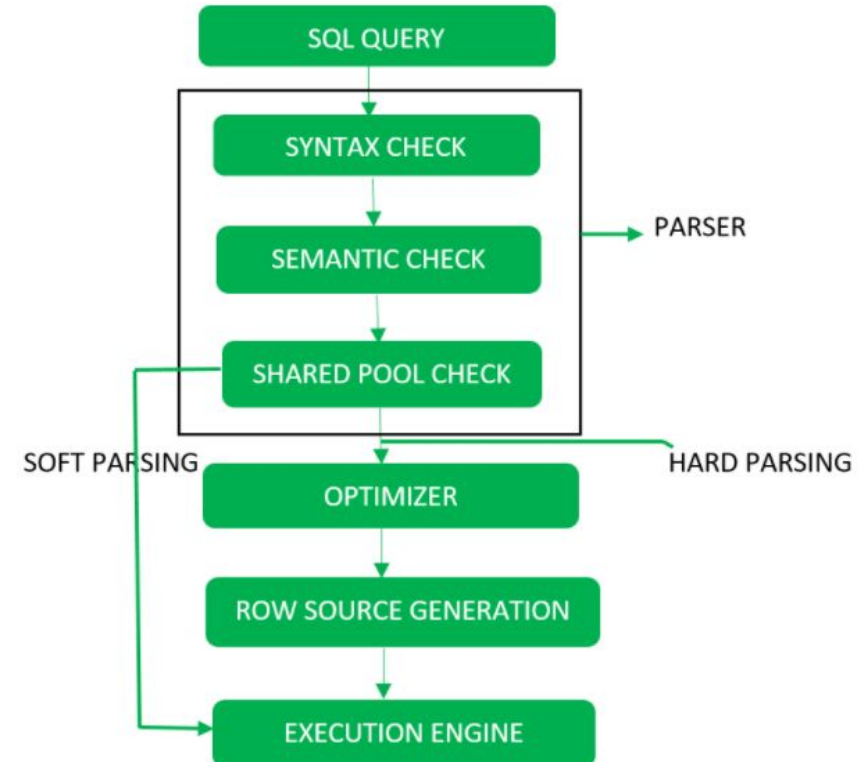 SQL QUERY
SYNTAX CHECK
PARSER
SEMANTIC CHECK
SHARED POOL CHECK
SOFT PARSING
HARD PARSING
OPTIMIZER
ROW SOURCE GENERATION
EXECUTION ENGINE